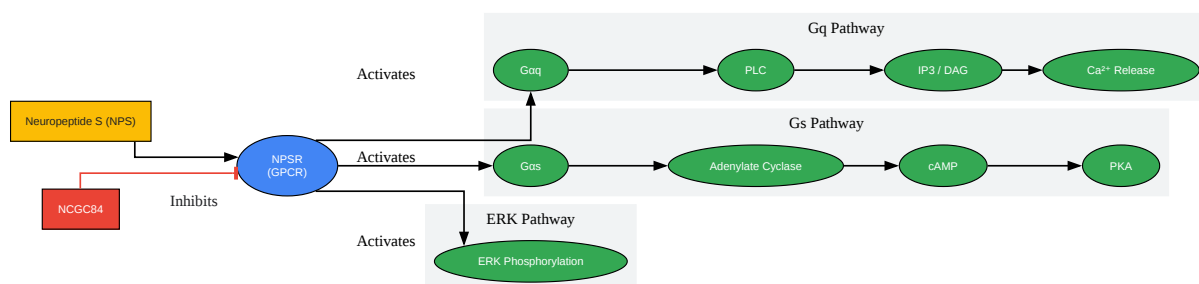 Gq Pathway
Activates
Gαq
PLC
IP3 / DAG
Ca²⁺ Release
Neuropeptide S (NPS)
Gs Pathway
NPSR
(GPCR)
Activates
Gαs
Adenylate Cyclase
cAMP
PKA
NCGC84
Inhibits
ERK Pathway
Activates
ERK Phosphorylation